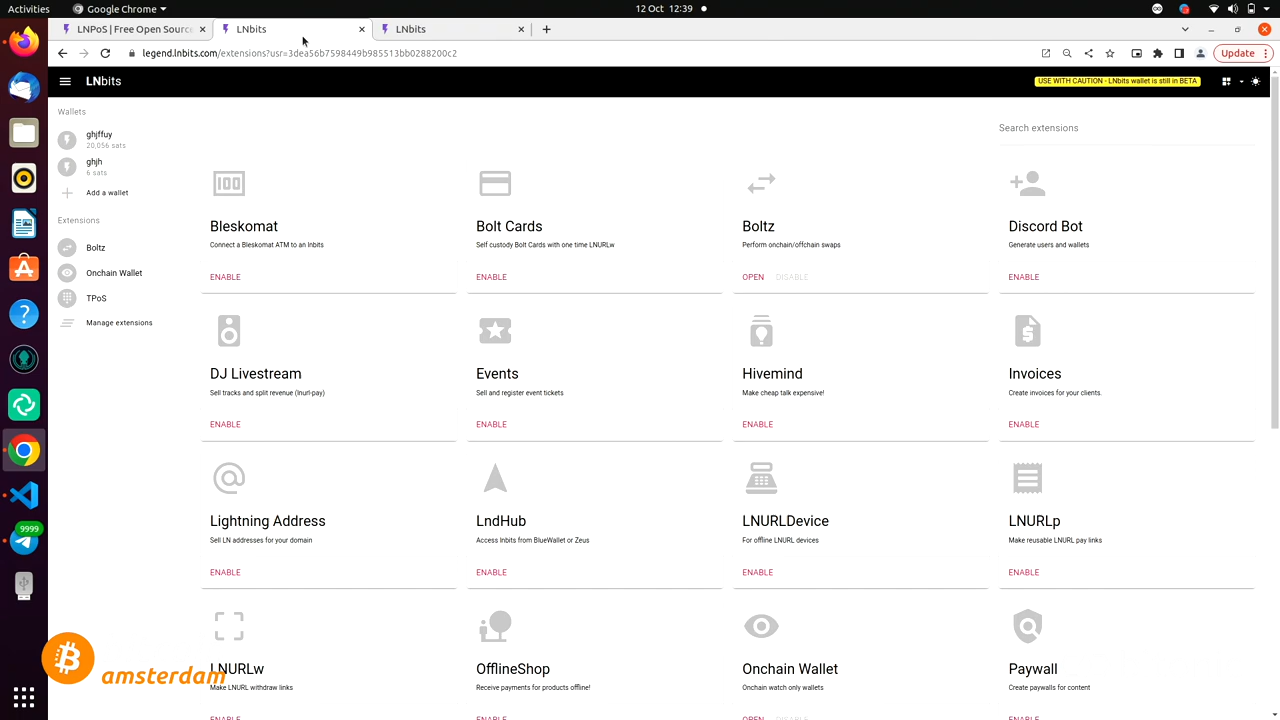 Google Chrome
12 Oct 12:39
LNPoS | Free Open Source
LNbits
LNbits
legend.lnbits.com/extensions?usr=3dea56b7598449b985513bb0288200c2
Update
LNbits
USE WITH CAUTION - LNbits wallet is still in BETA
Wallets
ghjffuy
20,056 sats
ghjh
6 sats
Add a wallet
Extensions
Boltz
Onchain Wallet
TPoS
Manage extensions
Search extensions
100
Bleskomat
Connect a Bleskomat ATM to an lnbits
ENABLE
Bolt Cards
Self custody Bolt Cards with one time LNURLw
ENABLE
Boltz
Perform onchain/offchain swaps
OPEN DISABLE
Discord Bot
Generate users and wallets
ENABLE
DJ Livestream
Sell tracks and split revenue (lnurl-pay)
ENABLE
Events
Sell and register event tickets
ENABLE
Hivemind
Make cheap talk expensive!
ENABLE
Invoices
Create invoices for your clients.
ENABLE
Lightning Address
Sell LN addresses for your domain
ENABLE
LndHub
Access lnbits from BlueWallet or Zeus
ENABLE
LNURLDevice
For offline LNURL devices
ENABLE
LNURLp
Make reusable LNURL pay links
ENABLE
LNURLw
Make LNURL withdraw links
ENABLE
OfflineShop
Receive payments for products offline!
ENABLE
Onchain Wallet
Onchain watch only wallets
OPEN DISABLE
Paywall
Create paywalls for content
ENABLE
9999
amsterdam